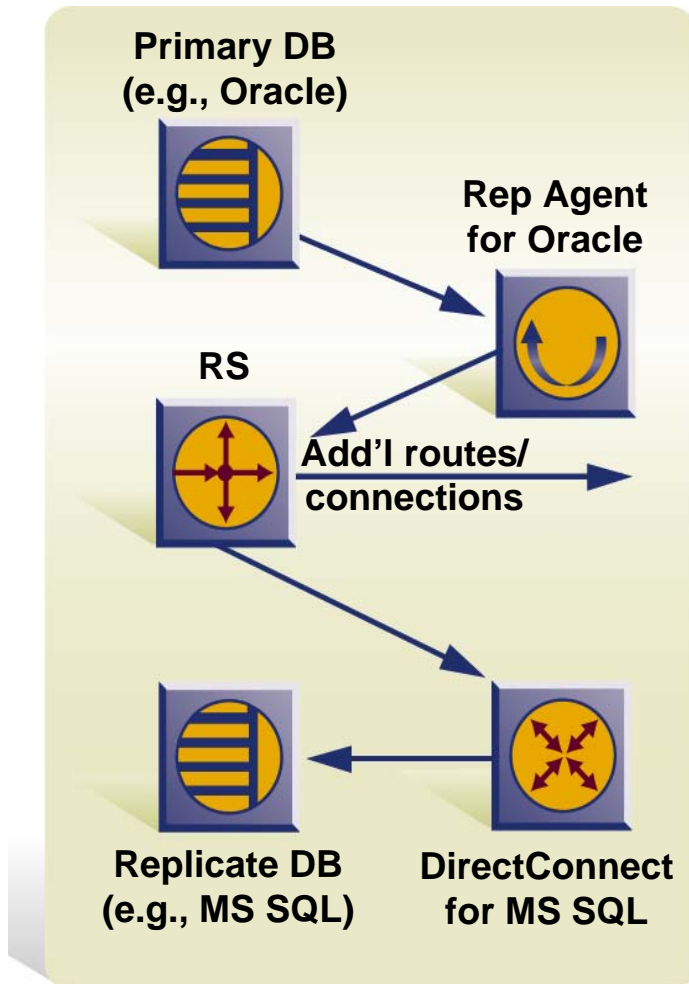 Primary DB
(e.g., Oracle)
Rep Agent
for Oracle
RS
Add'l routes/
connections
Replicate DB
(e.g., MS SQL)
DirectConnect
for MS SQL